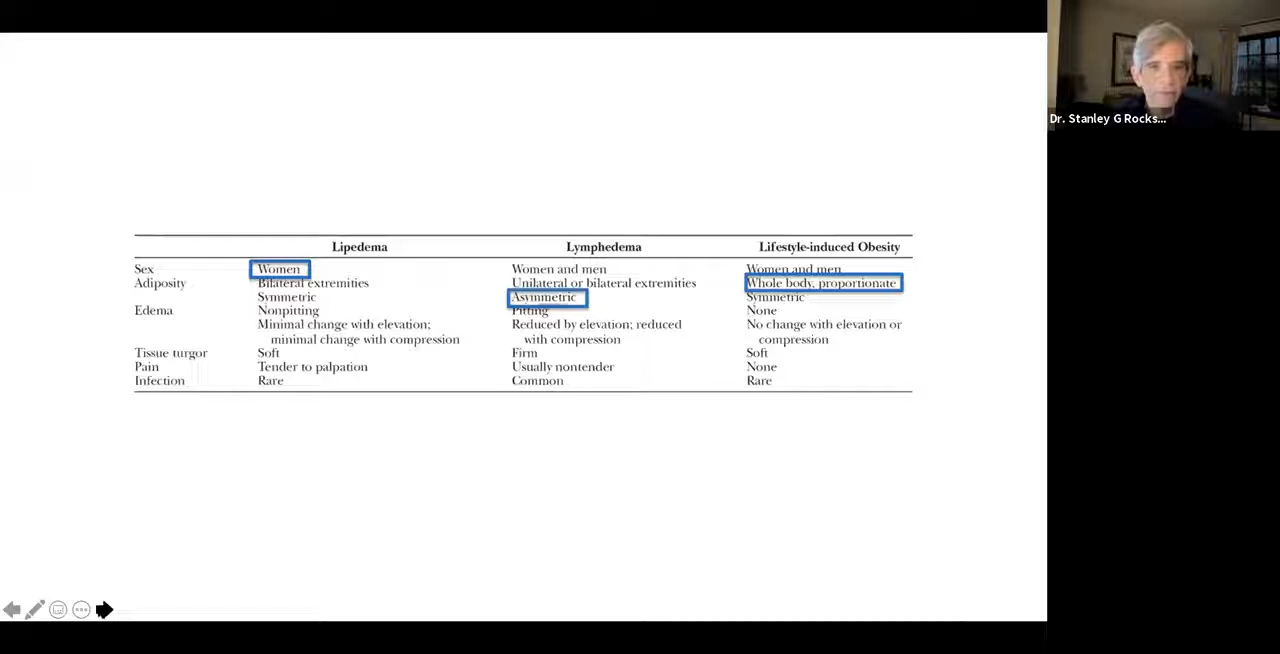 Dr. Stanley G Rocks...
Lipedema Lymphedema Lifestyle-induced Obesity
Sex Women Women and men Women and men
Adiposity Bilateral extremities Unilateral or bilateral extremities Whole body, proportionate
Symmetric Asymmetric Symmetric
Edema Nonpitting Pitting None
Minimal change with elevation; Reduced by elevation; reduced No change with elevation or
minimal change with compression with compression compression
Tissue turgor Soft Firm Soft
Pain Tender to palpation Usually nontender None
Infection Rare Common Rare